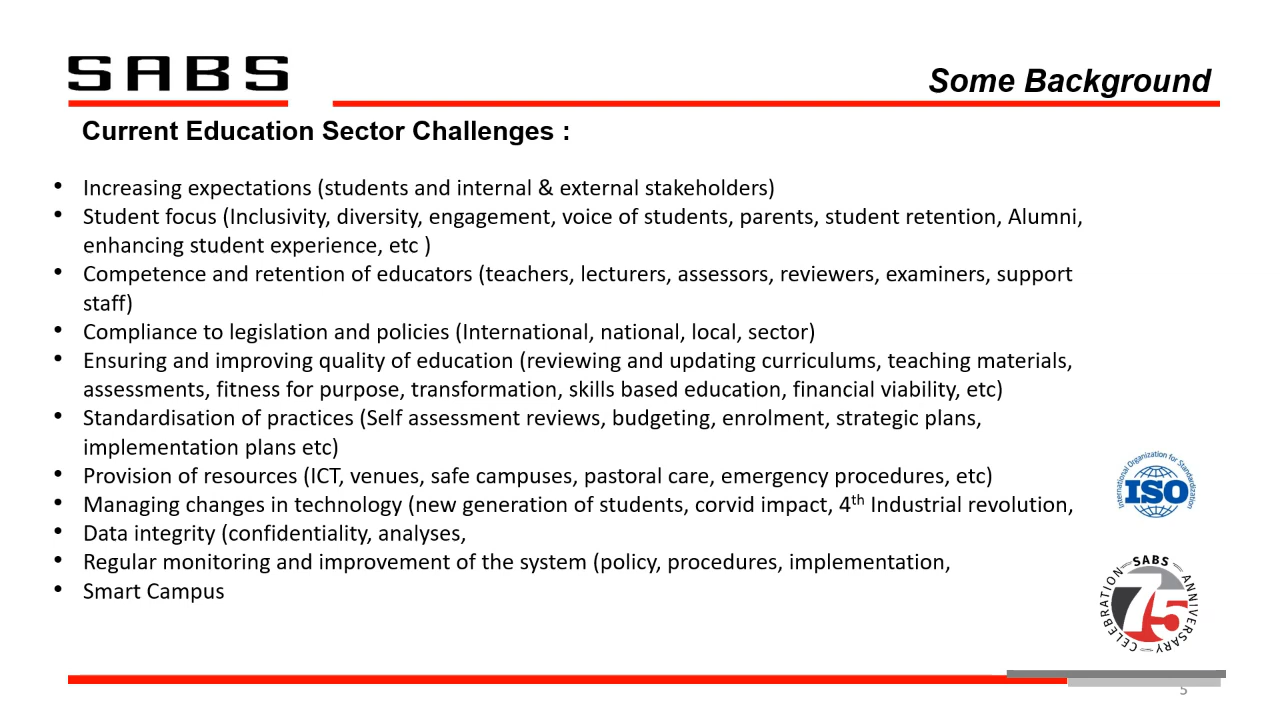 SABS
Some Background
Current Education Sector Challenges :
• Increasing expectations (students and internal & external stakeholders)
• Student focus (Inclusivity, diversity, engagement, voice of students, parents, student retention, Alumni,
enhancing student experience, etc )
• Competence and retention of educators (teachers, lecturers, assessors, reviewers, examiners, support
staff)
• Compliance to legislation and policies (International, national, local, sector)
• Ensuring and improving quality of education (reviewing and updating curriculums, teaching materials,
assessments, fitness for purpose, transformation, skills based education, financial viability, etc)
• Standardisation of practices (Self assessment reviews, budgeting, enrolment, strategic plans,
implementation plans etc)
• Provision of resources (ICT, venues, safe campuses, pastoral care, emergency procedures, etc)
• Managing changes in technology (new generation of students, corvid impact, 4th Industrial revolution,
• Data integrity (confidentiality, analyses,
• Regular monitoring and improvement of the system (policy, procedures, implementation,
• Smart Campus
International Organization for Standardization
ISO
SABS
75
ANNIVERSARY
CELEBRATION
5